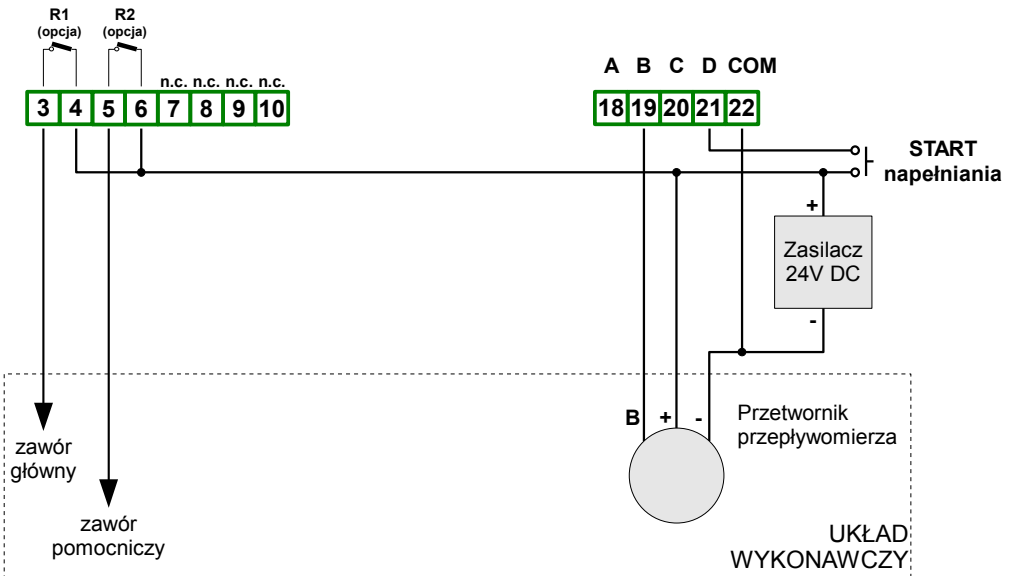 R1 R2
(opcja) (opcja)
n.c. n.c. n.c. n.c.
3 4 5 6 7 8 9 10
A B C D COM
18 19 20 21 22
START
napełniania
+
Zasilacz
24V DC
-
B + -
Przetwornik
przepływomierza
zawór
główny
zawór
pomocniczy
UKŁAD
WYKONAWCZY